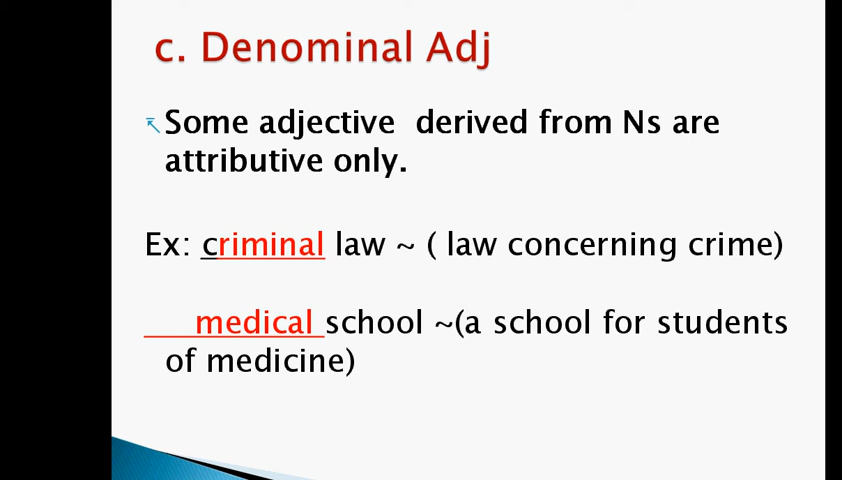 c. Denominal Adj
Some adjective derived from Ns are
attributive only.
Ex: criminal law ~ ( law concerning crime)
medical school ~(a school for students
of medicine)